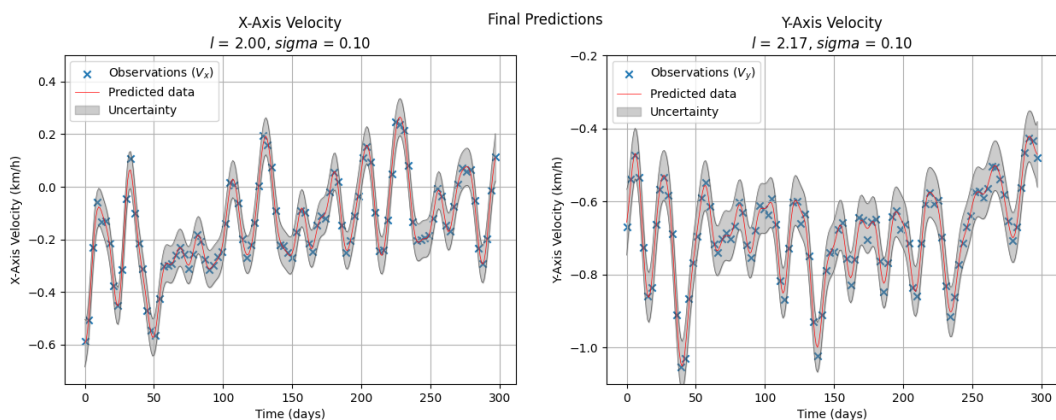 Final Predictions
X-Axis Velocity
l = 2.00, sigma = 0.10
Observations (Vx)
Predicted data
Uncertainty
X-Axis Velocity (km/h)
0.4
0.2
0.0
-0.2
-0.4
-0.6
0 50 100 150 200 250 300
Time (days)
Y-Axis Velocity
l = 2.17, sigma = 0.10
Observations (Vy)
Predicted data
Uncertainty
Y-Axis Velocity (km/h)
-0.2
-0.4
-0.6
-0.8
-1.0
0 50 100 150 200 250 300
Time (days)